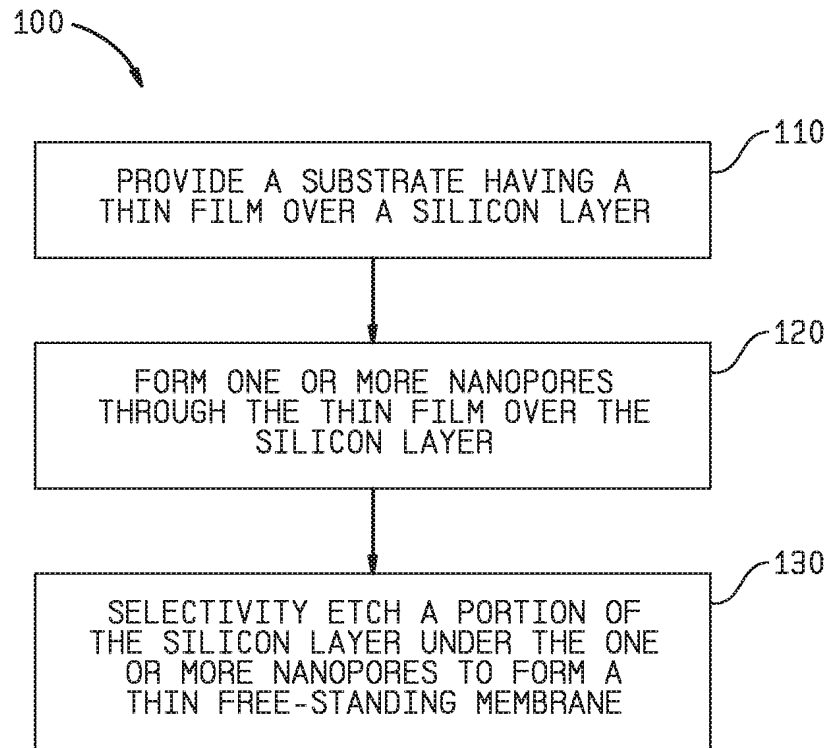 100
110
PROVIDE A SUBSTRATE HAVING A
THIN FILM OVER A SILICON LAYER
120
FORM ONE OR MORE NANOPORES
THROUGH THE THIN FILM OVER THE
SILICON LAYER
130
SELECTIVITY ETCH A PORTION OF
THE SILICON LAYER UNDER THE ONE
OR MORE NANOPORES TO FORM A
THIN FREE-STANDING MEMBRANE